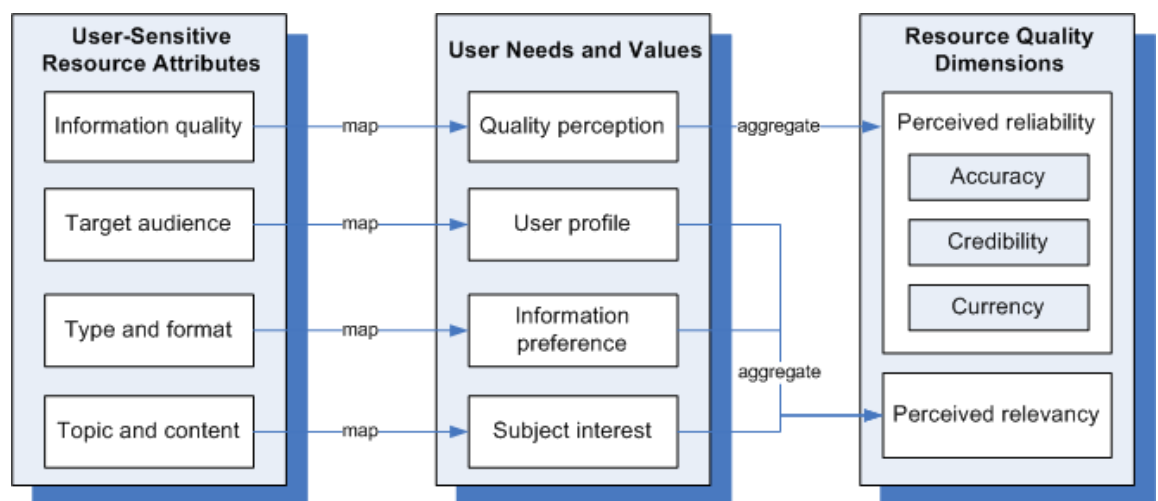 User-Sensitive
Resource Attributes
Information quality
Target audience
Type and format
Topic and content
map
map
map
map
User Needs and Values
Quality perception
User profile
Information
preference
Subject interest
aggregate
aggregate
Resource Quality
Dimensions
Perceived reliability
Accuracy
Credibility
Currency
Perceived relevancy